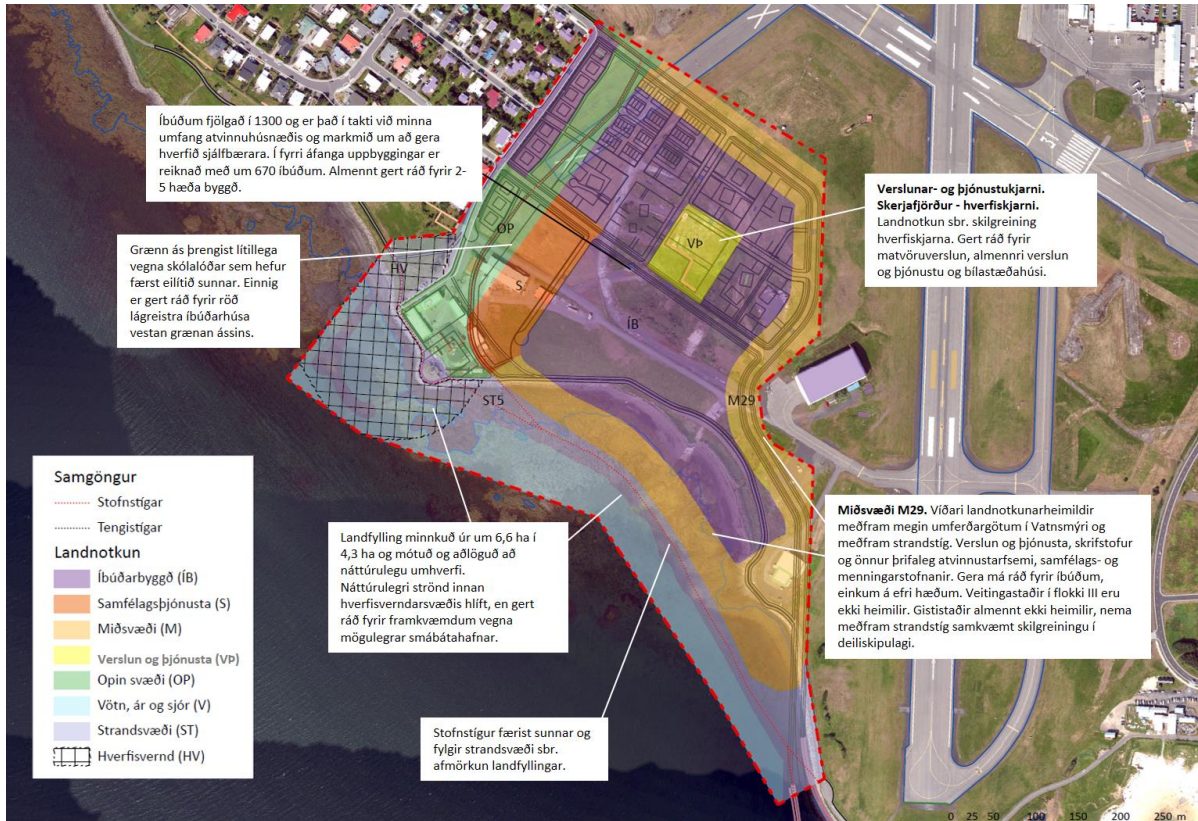 Íbúðum fjölgað í 1300 og er það í takti við minna
umfang atvinnuhúsnæðis og markmið um að gera
hverfið sjálfbærara. Í fyrri áfanga uppbyggingar er
reiknað með um 670 íbúðum. Almennt gert ráð fyrir 2-
5 hæða byggð.
Grænn ás þrengist lítillega
vegna skólalóðar sem hefur
færst eilítið sunnar. Einnig
er gert ráð fyrir röð
lágreistra íbúðarhúsa
vestan grænan ássins.
Verslunar- og þjónustukjarni.
Skerjafjörður - hverfiskjarni.
Landnotkun sbr. skilgreining
hverfiskjarna. Gert ráð fyrir
matvöruverslun, almennri verslun
og þjónustu og bílastæðahúsi.
OP
VÞ
HV
S
ÍB
ST5
M29
Samgöngur
Stofnstígar
Tengistígar
Landnotkun
Íbúðarbyggð (ÍB)
Samfélagsþjónusta (S)
Miðsvæði (M)
Verslun og þjónusta (VÞ)
Opin svæði (OP)
Vötn, ár og sjór (V)
Strandsvæði (ST)
Hverfisvernd (HV)
Landfylling minnkuð úr um 6,6 ha í
4,3 ha og mótuð og aðlöguð að
náttúrulegu umhverfi.
Náttúrulegri strönd innan
hverfisverndarsvæðis hlíft, en gert
ráð fyrir framkvæmdum vegna
mögulegrar smábátahafnar.
Miðsvæði M29. Víðari landnotkunarheimildir
meðfram megin umferðargötum í Vatnsmýri og
meðfram strandstíg. Verslun og þjónusta, skrifstofur
og önnur þrifaleg atvinnustarfsemi, samfélags- og
menningarstofnanir. Gera má ráð fyrir íbúðum,
einkum á efri hæðum. Veitingastaðir í flokki III eru
ekki heimilir. Gististaðir almennt ekki heimilir, nema
meðfram strandstíg samkvæmt skilgreiningu í
deiliskipulagi.
Stofnstígur færist sunnar og
fylgir strandsvæði sbr.
afmörkun landfyllingar.
0 25 50 100 150 200 250 m